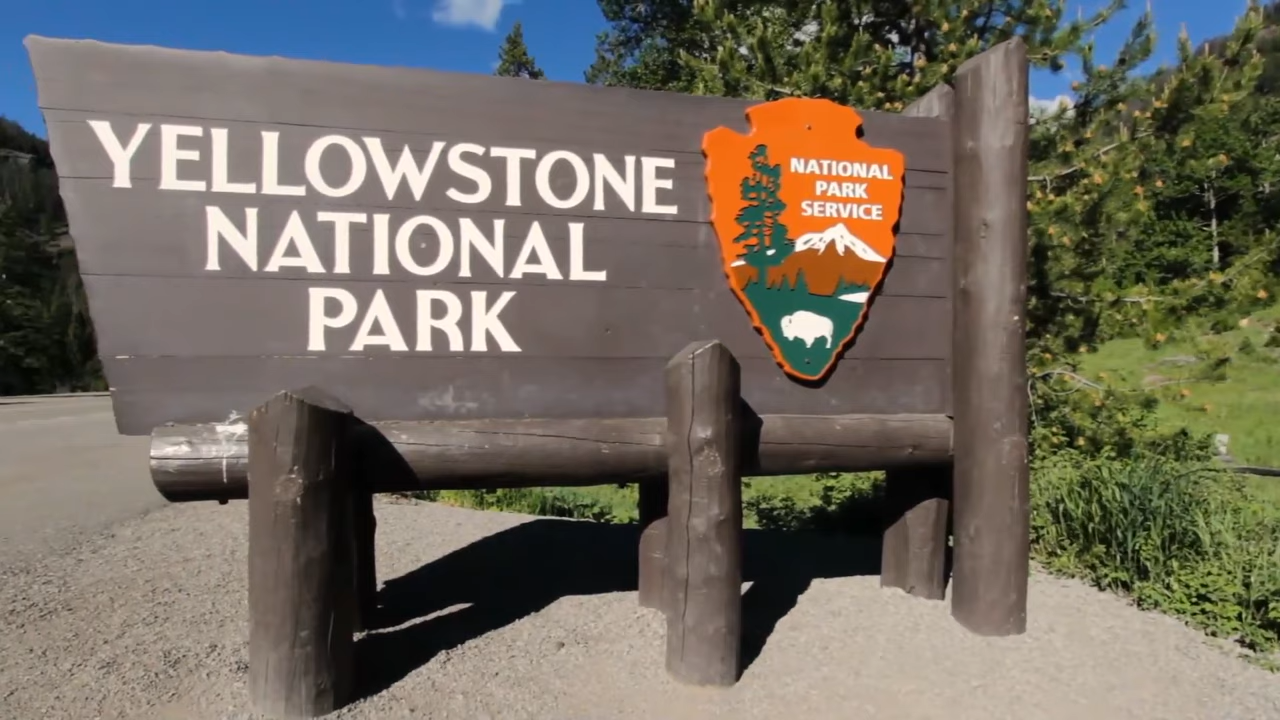 YELLOWSTONE
NATIONAL
PARK
NATIONAL
PARK
SERVICE